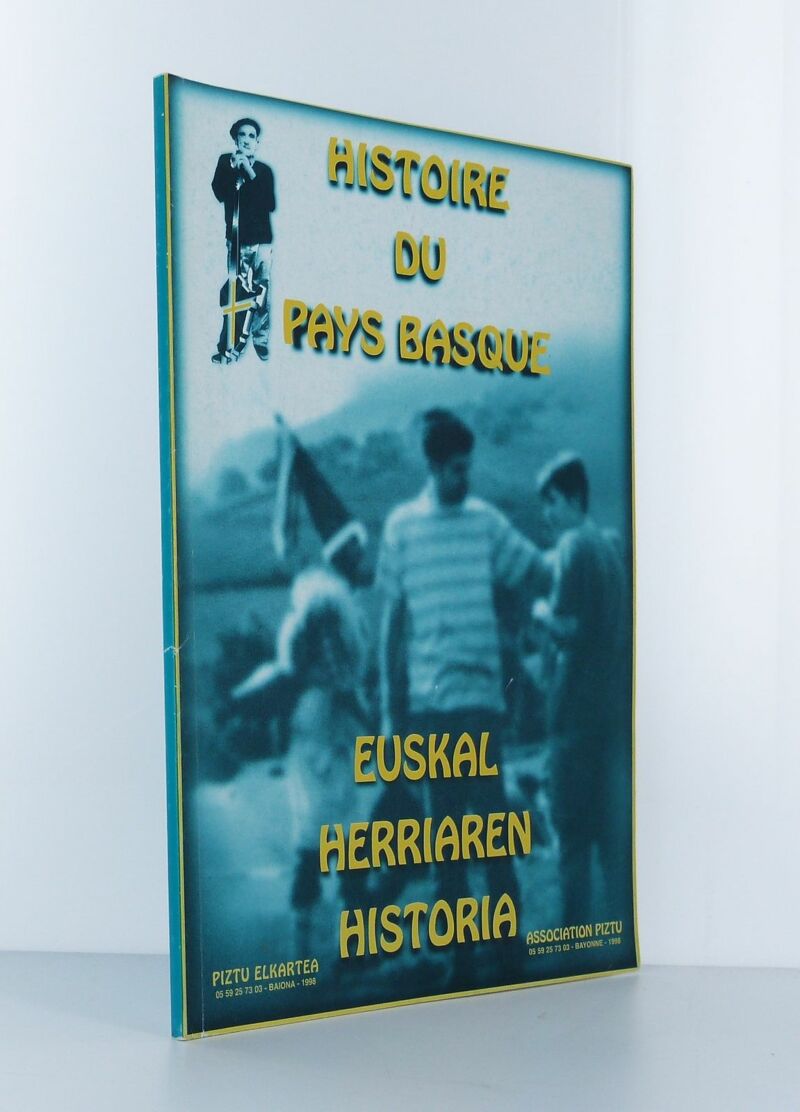 HISTOIRE
DU
PAYS BASQUE
EUSKAL
HERRIAREN
HISTORIA
ASSOCIATION PIZTU
05 59 25 73 03 - BAYONNE - 1998
PIZTU ELKARTEA
05 59 25 73 03 - BAIONA - 1998